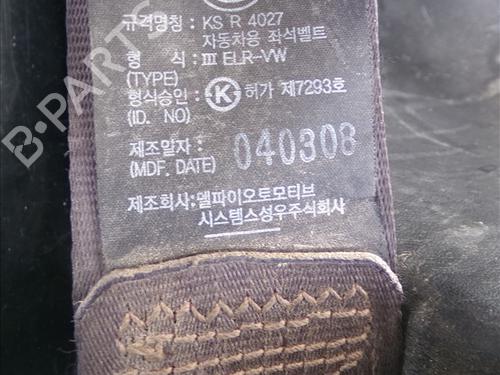 규격명칭 : KS R 4027
자동차용 좌석벨트
형 식 : III ELR-VW
(TYPE)
형식승인 : K 허가 제7293호
(ID. NO)
제조일자 : 040308
(MDF. DATE)
제조회사 : 델파이오토모티브
시스템스성우주식회사
B-PARTS